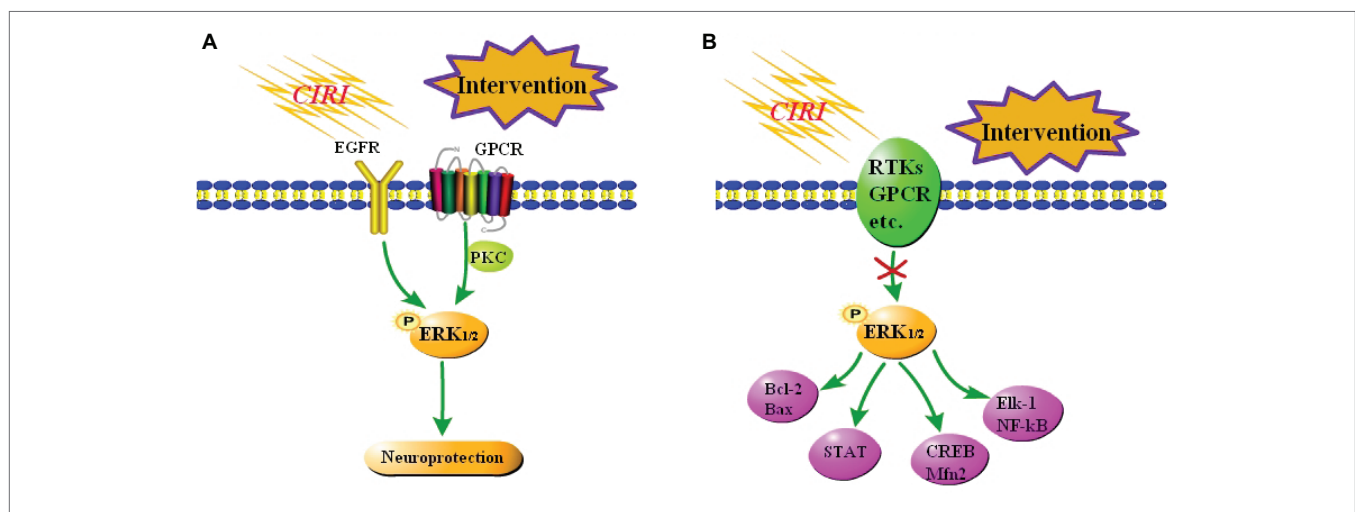 A
CIRI
Intervention
EGFR
GPCR
N
C
PKC
P
ERK1/2
Neuroprotection
B
CIRI
Intervention
RTKs
GPCR
etc.
P
ERK1/2
Bcl-2
Bax
STAT
CREB
Mfn2
Elk-1
NF-kB